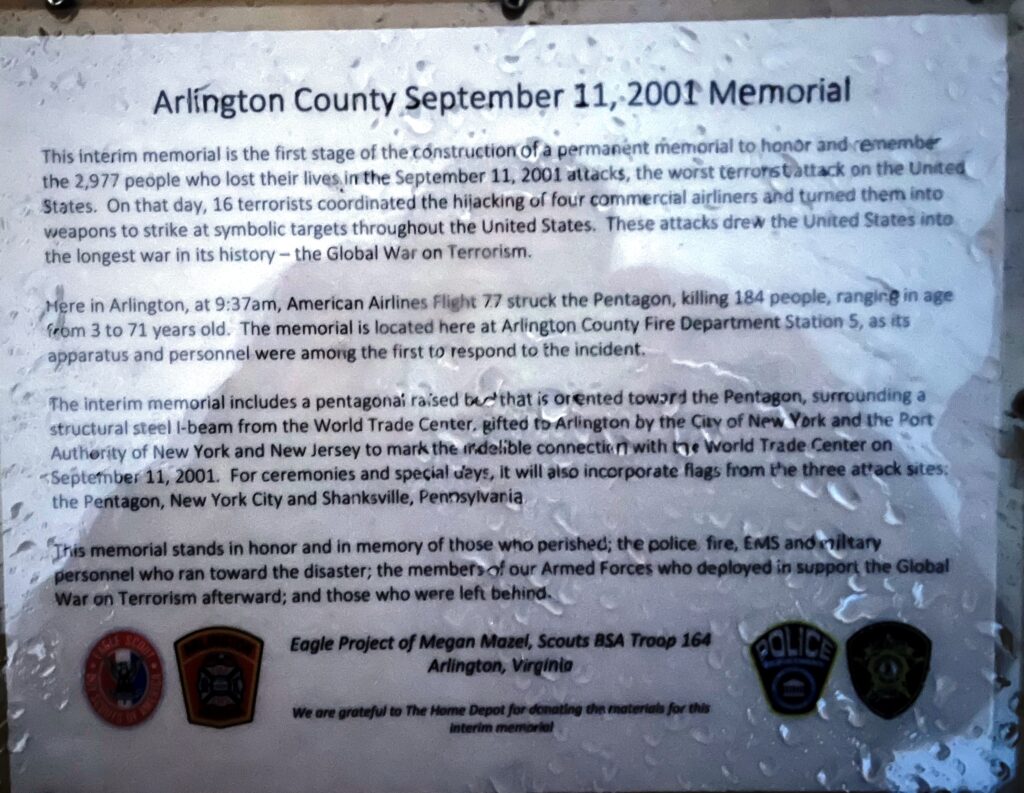 Arlington County September 11, 2001 Memorial
This interim memorial is the first stage of the construction of a permanent memorial to honor and remember
the 2,977 people who lost their lives in the September 11, 2001 attacks, the worst terrorist attack on the United
States. On that day, 16 terrorists coordinated the hijacking of four commercial airliners and turned them into
weapons to strike at symbolic targets throughout the United States. These attacks drew the United States into
the longest war in its history – the Global War on Terrorism.
Here in Arlington, at 9:37am, American Airlines Flight 77 struck the Pentagon, killing 184 people, ranging in age
from 3 to 71 years old. The memorial is located here at Arlington County Fire Department Station 5, as its
apparatus and personnel were among the first to respond to the incident.
The interim memorial includes a pentagonal raised bed that is oriented toward the Pentagon, surrounding a
structural steel I-beam from the World Trade Center, gifted to Arlington by the City of New York and the Port
Authority of New York and New Jersey to mark the indelible connection with the World Trade Center on
September 11, 2001. For ceremonies and special days, it will also incorporate flags from the three attack sites:
the Pentagon, New York City and Shanksville, Pennsylvania
This memorial stands in honor and in memory of those who perished; the police, fire, EMS and military
personnel who ran toward the disaster; the members of our Armed Forces who deployed in support the Global
War on Terrorism afterward; and those who were left behind.
EAGLE SCOUT
Eagle Project of Megan Mazel, Scouts BSA Troop 164
Arlington, Virginia
We are grateful to The Home Depot for donating the materials for this
interim memorial
POLICE